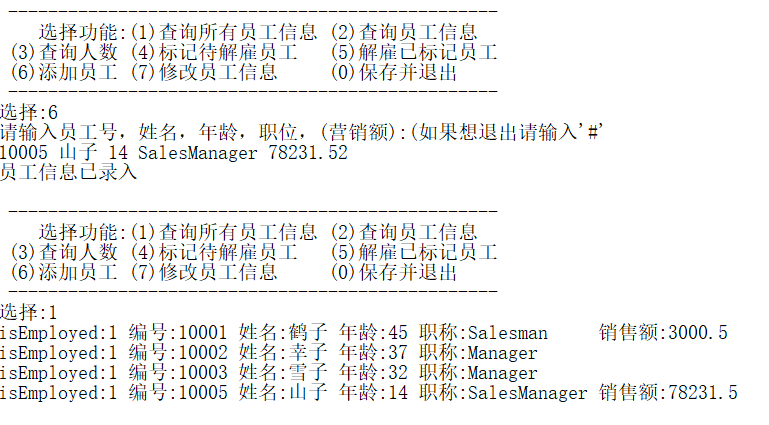 --------------------------------------------------
选择功能:(1)查询所有员工信息 (2)查询员工信息
(3)查询人数 (4)标记待解雇员工 (5)解雇已标记员工
(6)添加员工 (7)修改员工信息 (0)保存并退出
--------------------------------------------------
选择:6
请输入员工号，姓名，年龄，职位，(营销额):(如果想退出请输入'#'
10005 山子 14 SalesManager 78231.52
员工信息已录入
--------------------------------------------------
选择功能:(1)查询所有员工信息 (2)查询员工信息
(3)查询人数 (4)标记待解雇员工 (5)解雇已标记员工
(6)添加员工 (7)修改员工信息 (0)保存并退出
--------------------------------------------------
选择:1
isEmployed:1 编号:10001 姓名:鹤子 年龄:45 职称:Salesman 销售额:3000.5
isEmployed:1 编号:10002 姓名:幸子 年龄:37 职称:Manager
isEmployed:1 编号:10003 姓名:雪子 年龄:32 职称:Manager
isEmployed:1 编号:10005 姓名:山子 年龄:14 职称:SalesManager 销售额:78231.5